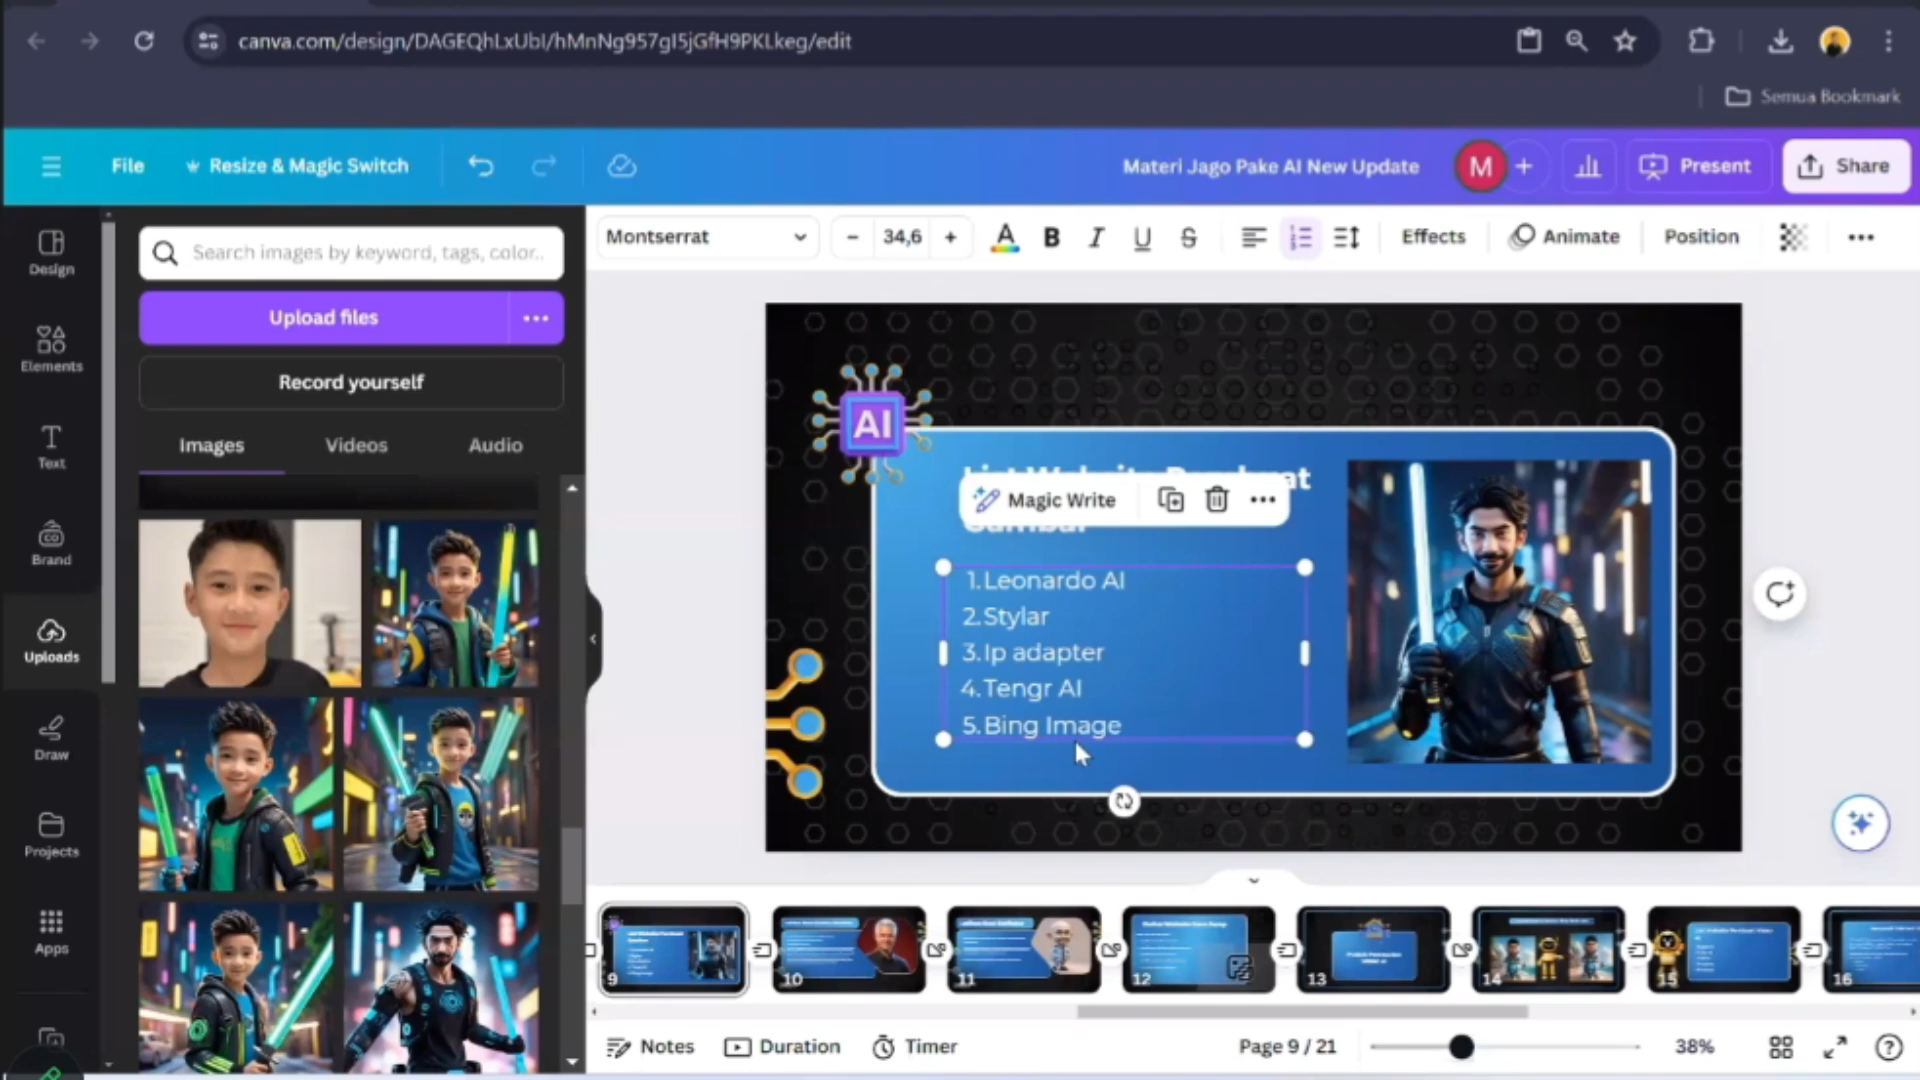 canva.com/design/DAGEQhLxUbI/hMnNg957gI5jGfH9PKLkeg/edit
Semua Bookmark
File
Resize & Magic Switch
Materi Jago Pake AI New Update
M
Present
Share
Design
Elements
Text
Brand
Uploads
Draw
Projects
Apps
Search images by keyword, tags, color..
Upload files
Record yourself
Images
Videos
Audio
Montserrat
34,6
A
B
I
U
S
Effects
Animate
Position
AI
List Website
Magic Write
1. Leonardo AI
2. Stylar
3. Ip adapter
4. Tengr AI
5. Bing Image
9
10
11
12
13
14
15
16
Notes
Duration
Timer
Page 9 / 21
38%